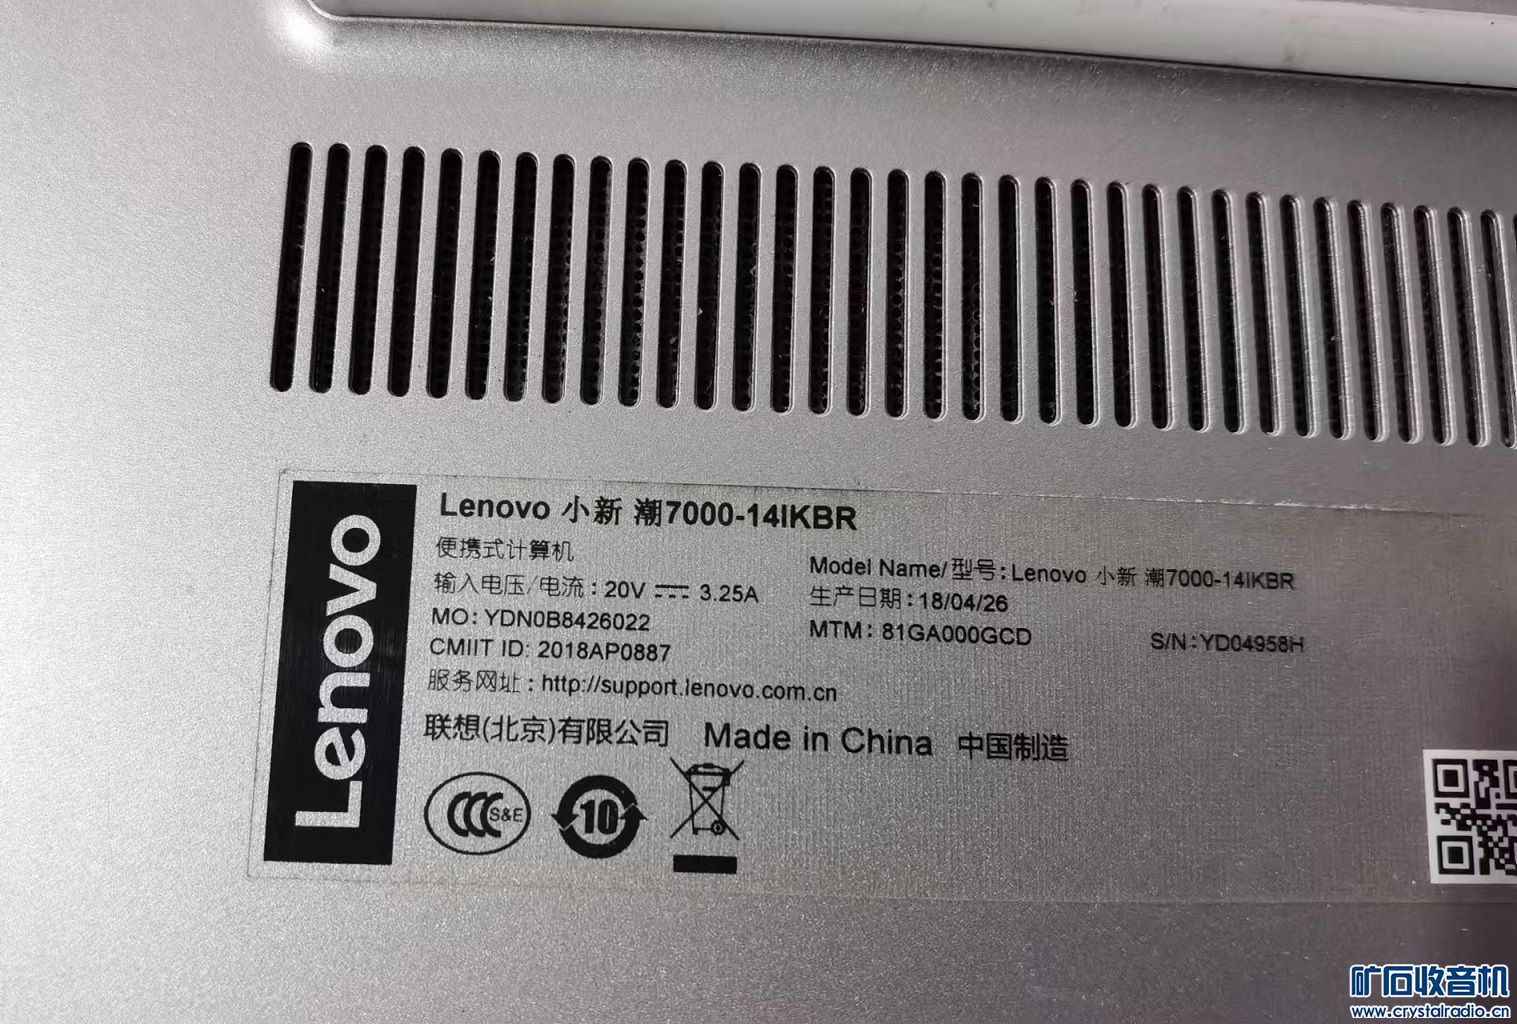 Lenovo
Lenovo 小新 潮7000-14IKBR
便携式计算机
输入电压/电流：20V 3.25A
MO: YDN0B8426022
CMIIT ID: 2018AP0887
服务网址：http://support.lenovo.com.cn
Model Name/型号：Lenovo 小新 潮7000-14IKBR
生产日期：18/04/26
MTM: 81GA000GCD
S/N: YD04958H
联想(北京)有限公司 Made in China 中国制造
CCC S&E
10
矿石收音机
www.crystalradio.cn